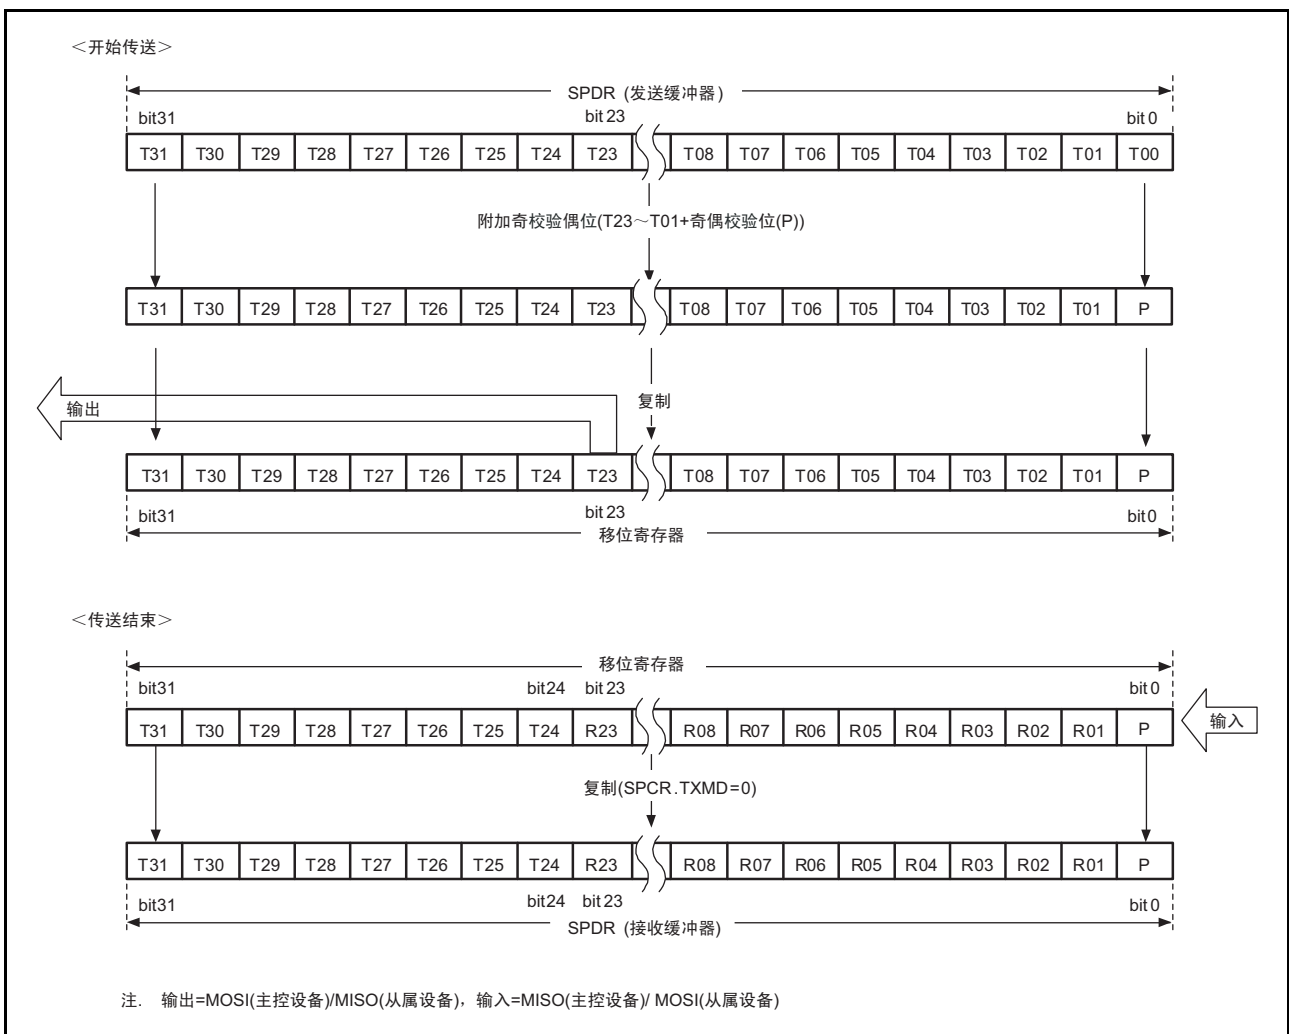 ＜开始传送＞
SPDR (发送缓冲器)
bit31 bit 23 bit 0
T31 T30 T29 T28 T27 T26 T25 T24 T23 T08 T07 T06 T05 T04 T03 T02 T01 T00
附加奇校验偶位(T23～T01+奇偶校验位(P))
T31 T30 T29 T28 T27 T26 T25 T24 T23 T08 T07 T06 T05 T04 T03 T02 T01 P
输出 复制
T31 T30 T29 T28 T27 T26 T25 T24 T23 T08 T07 T06 T05 T04 T03 T02 T01 P
bit31 bit 23 bit 0
移位寄存器
＜传送结束＞
移位寄存器
bit31 bit24 bit 23 bit 0
T31 T30 T29 T28 T27 T26 T25 T24 R23 R08 R07 R06 R05 R04 R03 R02 R01 P 输入
复制(SPCR.TXMD=0)
T31 T30 T29 T28 T27 T26 T25 T24 R23 R08 R07 R06 R05 R04 R03 R02 R01 P
bit31 bit24 bit 23 bit 0
SPDR (接收缓冲器)
注. 输出=MOSI(主控设备)/MISO(从属设备)，输入=MISO(主控设备)/ MOSI(从属设备)